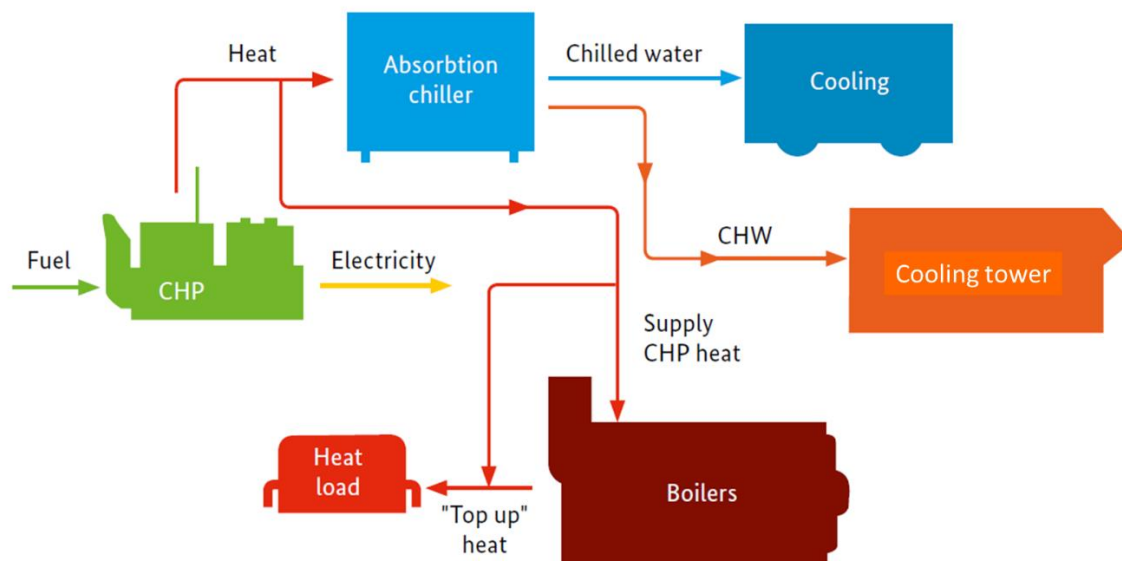 Heat
Absorbtion
chiller
Chilled water
Cooling
Fuel
CHP
Electricity
CHW
Cooling tower
Supply
CHP heat
Heat
load
"Top up"
heat
Boilers